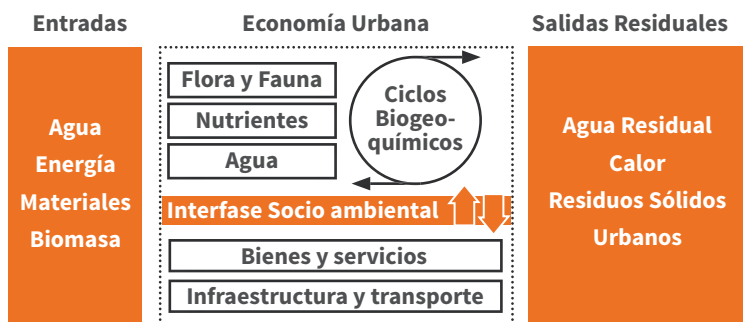 Entradas
Economía Urbana
Salidas Residuales
Agua
Energía
Materiales
Biomasa
Flora y Fauna
Nutrientes
Agua
Ciclos
Biogeo-
químicos
Interfase Socio ambiental
Bienes y servicios
Infraestructura y transporte
Agua Residual
Calor
Residuos Sólidos
Urbanos